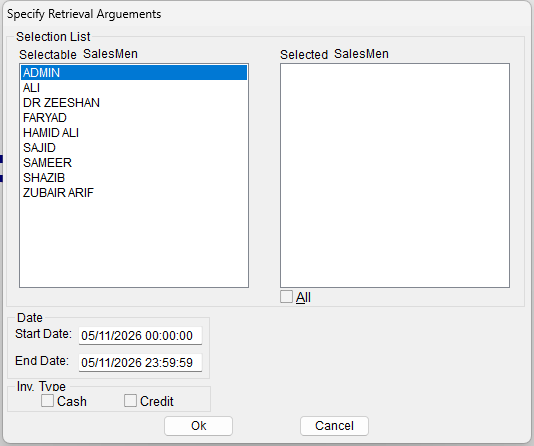 Specify Retrieval Arguements
Selection List
Selectable SalesMen
Selected SalesMen
ADMIN
ALI
DR ZEESHAN
FARYAD
HAMID ALI
SAJID
SAMEER
SHAZIB
ZUBAIR ARIF
All
Date
Start Date: 05/11/2026 00:00:00
End Date: 05/11/2026 23:59:59
Inv. Type
Cash Credit
Ok Cancel